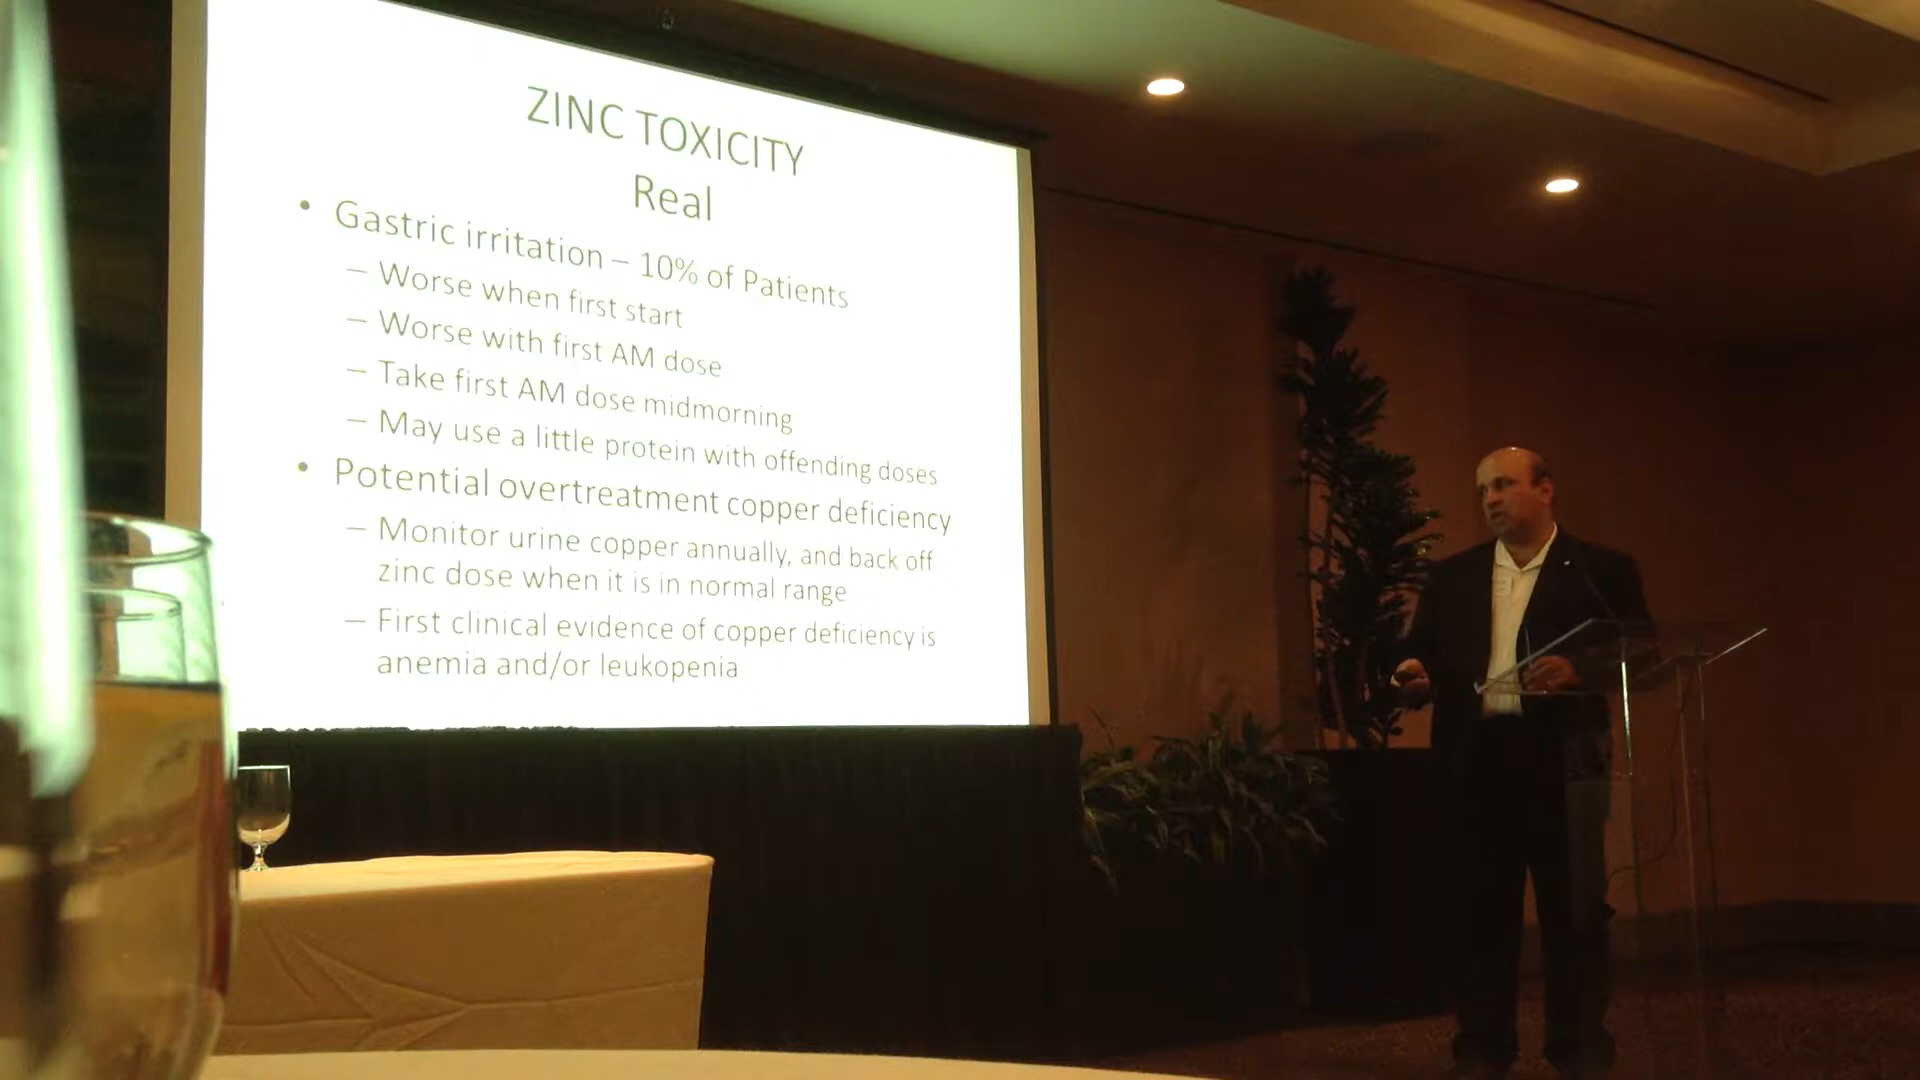 ZINC TOXICITY
Real
• Gastric irritation – 10% of Patients
– Worse when first start
– Worse with first AM dose
– Take first AM dose midmorning
– May use a little protein with offending doses
• Potential overtreatment copper deficiency
– Monitor urine copper annually, and back off
zinc dose when it is in normal range
– First clinical evidence of copper deficiency is
anemia and/or leukopenia